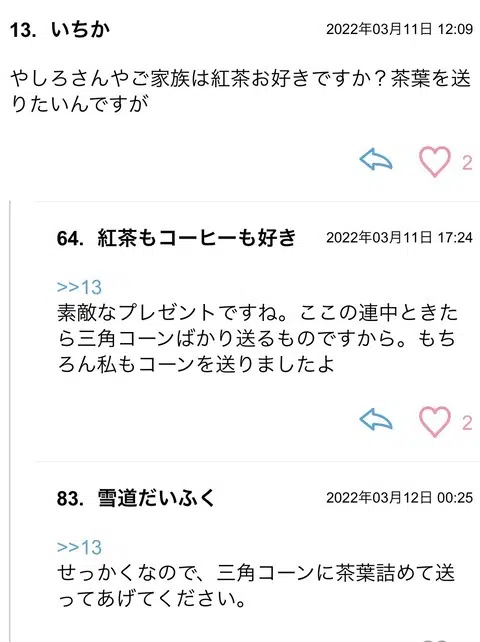 13. いちか 2022年03月11日 12:09
やしろさんやご家族は紅茶お好きですか？茶葉を送
りたいんですが
2
64. 紅茶もコーヒーも好き 2022年03月11日 17:24
>>13
素敵なプレゼントですね。ここの連中ときた
ら三角コーンばかり送るものですから。もち
ろん私もコーンを送りましたよ
2
83. 雪道だいふく 2022年03月12日 00:25
>>13
せっかくなので、三角コーンに茶葉詰めて送
ってあげてください。